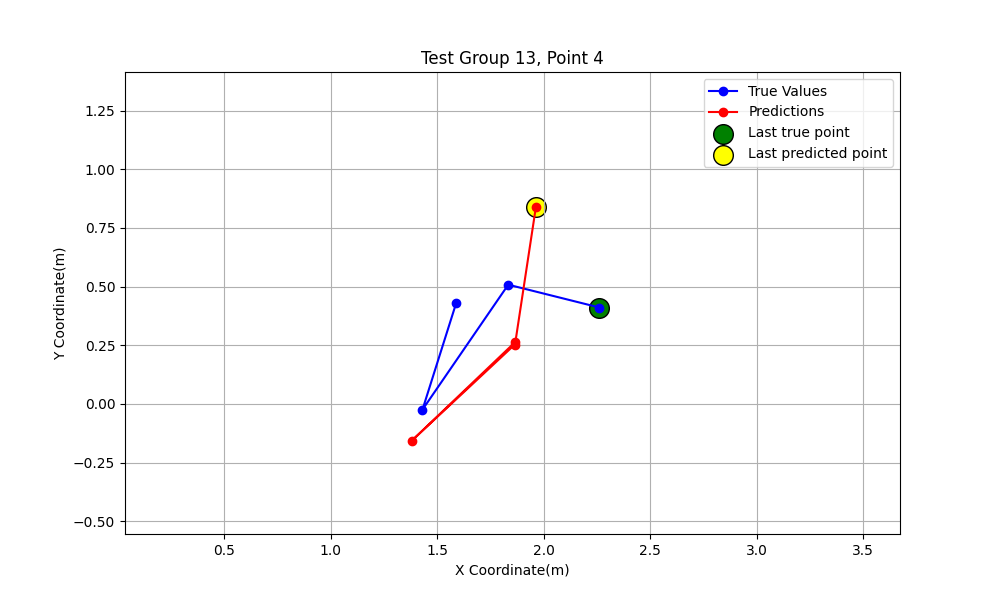 Test Group 13, Point 4
True Values
Predictions
Last true point
Last predicted point
1.25
1.00
0.75
0.50
0.25
0.00
−0.25
−0.50
Y Coordinate(m)
0.5 1.0 1.5 2.0 2.5 3.0 3.5
X Coordinate(m)